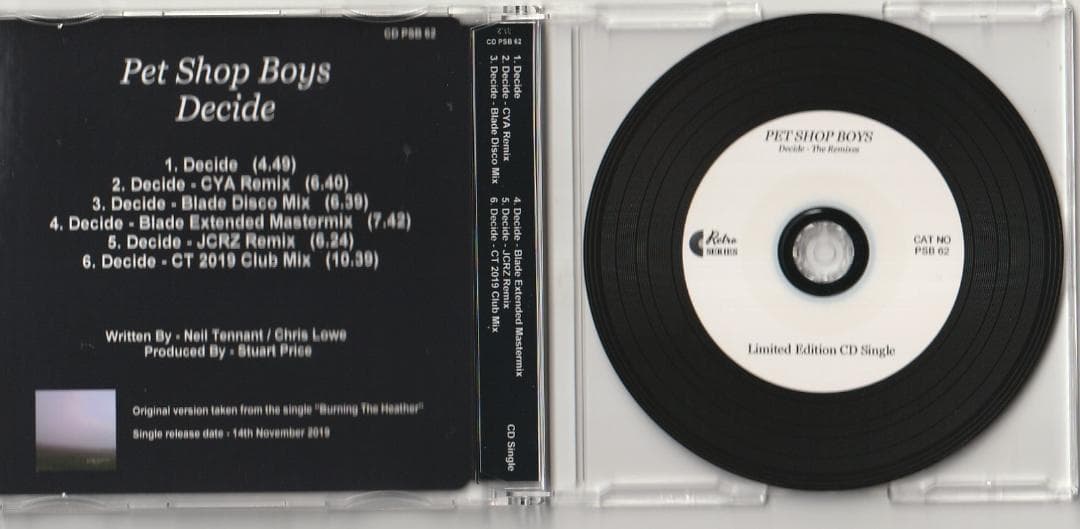 CD PSB 62
Pet Shop Boys
Decide
1. Decide (4.49)
2. Decide - CYA Remix (6.40)
3. Decide - Blade Disco Mix (6.39)
4. Decide - Blade Extended Mastermix (7.42)
5. Decide - JCRZ Remix (6.24)
6. Decide - CT 2019 Club Mix (10.39)
Written By - Neil Tennant / Chris Lowe
Produced By - Stuart Price
Original version taken from the single "Burning The Heather"
Single release date - 14th November 2019
CD PSB 62
1. Decide
2. Decide - CYA Remix
3. Decide - Blade Disco Mix
4. Decide - Blade Extended Mastermix
5. Decide - JCRZ Remix
6. Decide - CT 2019 Club Mix
CD Single
PET SHOP BOYS
Decide - The Remixes
Retro
SERIES
CAT NO
PSB 62
Limited Edition CD Single